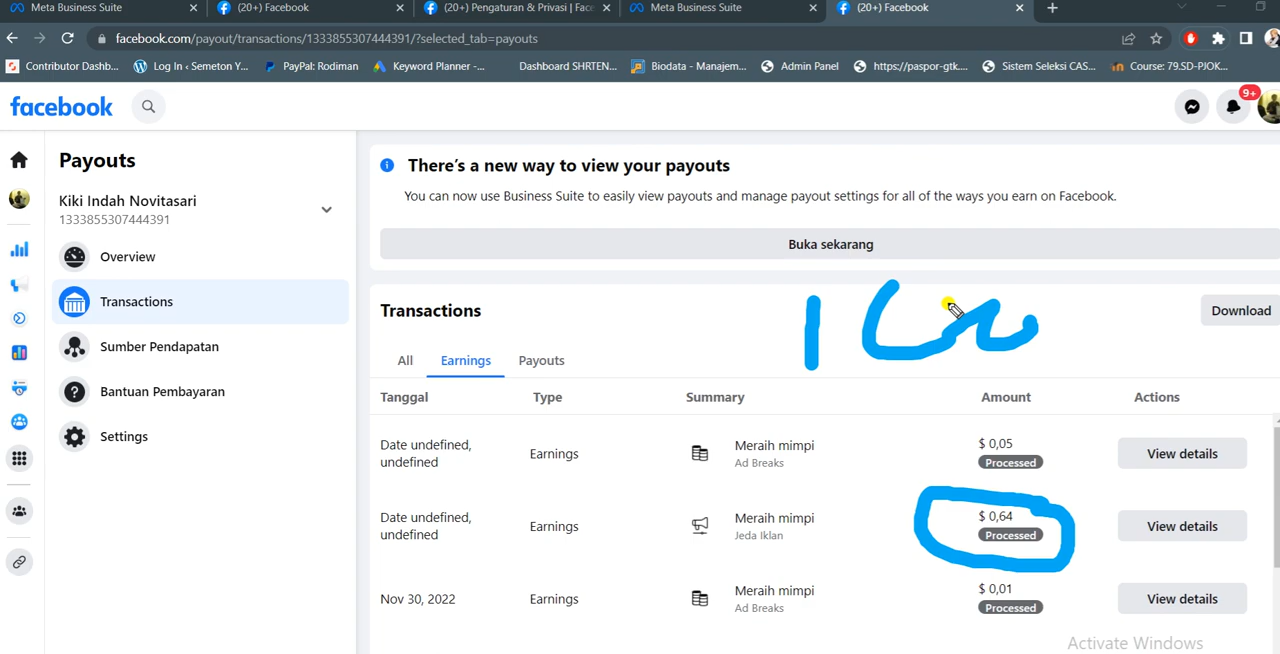 Meta Business Suite
(20+) Facebook
(20+) Pengaturan & Privasi | Face
Meta Business Suite
(20+) Facebook
facebook.com/payout/transactions/1333855307444391/?selected_tab=payouts
Contributor Dashb...
Log In ‹ Semeton Y...
PayPal: Rodiman
Keyword Planner -...
Dashboard SHRTEN...
Biodata - Manajem...
Admin Panel
https://paspor-gtk....
Sistem Seleksi CAS...
Course: 79.SD-PJOK...
facebook
9+
Payouts
Kiki Indah Novitasari
1333855307444391
Overview
Transactions
Sumber Pendapatan
Bantuan Pembayaran
Settings
There's a new way to view your payouts
You can now use Business Suite to easily view payouts and manage payout settings for all of the ways you earn on Facebook.
Buka sekarang
Transactions
Download
All Earnings Payouts
Tanggal Type Summary Amount Actions
Date undefined, undefined
Earnings
Meraih mimpi
Ad Breaks
$ 0,05
Processed
View details
Date undefined, undefined
Earnings
Meraih mimpi
Jeda Iklan
$ 0,64
Processed
View details
Nov 30, 2022
Earnings
Meraih mimpi
Ad Breaks
$ 0,01
Processed
View details
Activate Windows